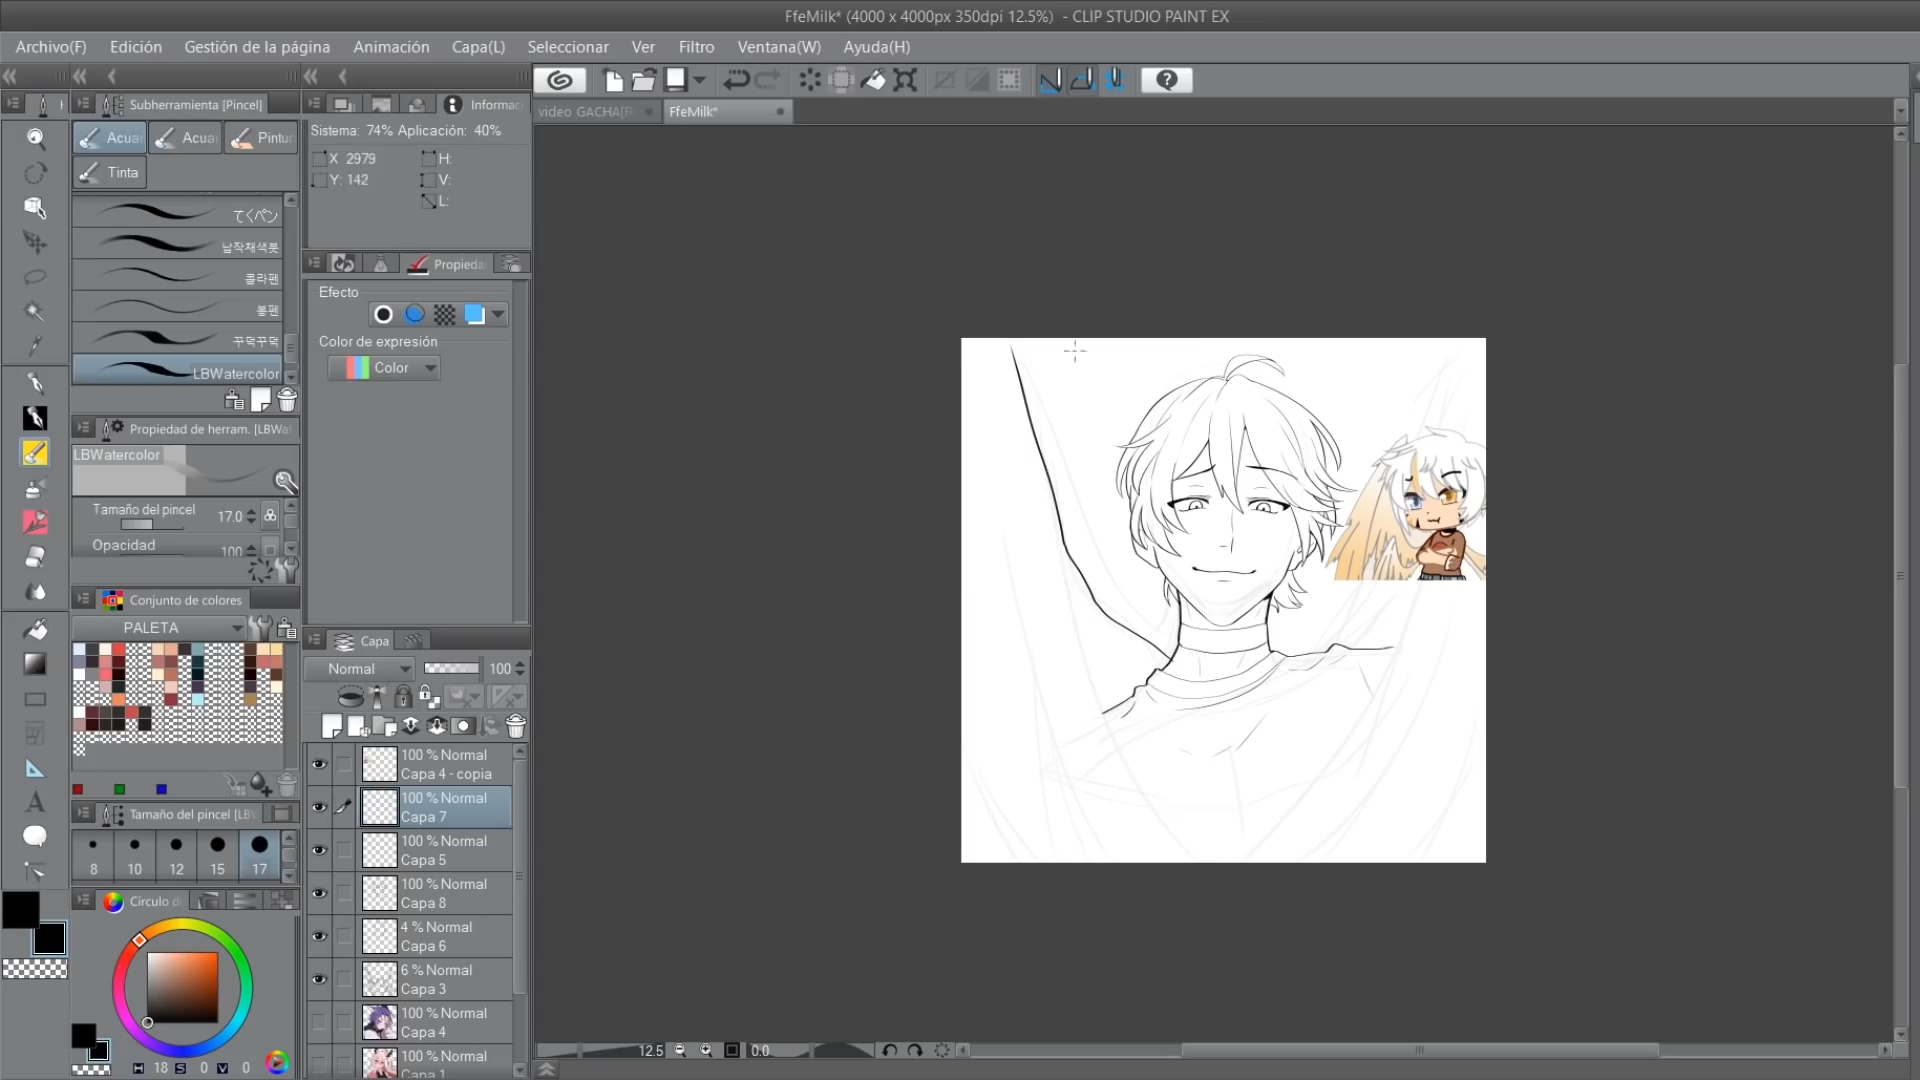 FfeMilk* (4000 x 4000px 350dpi 12.5%) - CLIP STUDIO PAINT EX
Archivo(F) Edición Gestión de la página Animación Capa(L) Seleccionar Ver Filtro Ventana(W) Ayuda(H)
Subherramienta [Pincel]
Acua Acua Pintur
Tinta
てくペン
납작채색붓
콜라펜
붕펜
꾸덕꾸덕
LBWatercolor
Propiedad de herram. [LBWat
LBWatercolor
Tamaño del pincel 17.0
Opacidad 100
Conjunto de colores
PALETA
Tamaño del pincel [LBW
8 10 12 15 17
Círculo d
H 18 S 0 V 0
Informac
Sistema: 74% Aplicación: 40%
X 2979 H:
Y: 142 V:
L:
Propieda
Efecto
Color de expresión
Color
Capa
Normal 100
100 % Normal
Capa 4 - copia
100 % Normal
Capa 7
100 % Normal
Capa 5
100 % Normal
Capa 8
4 % Normal
Capa 6
6 % Normal
Capa 3
100 % Normal
Capa 4
100 % Normal
Capa 1
video GACHA[R FfeMilk*
12.5 0.0